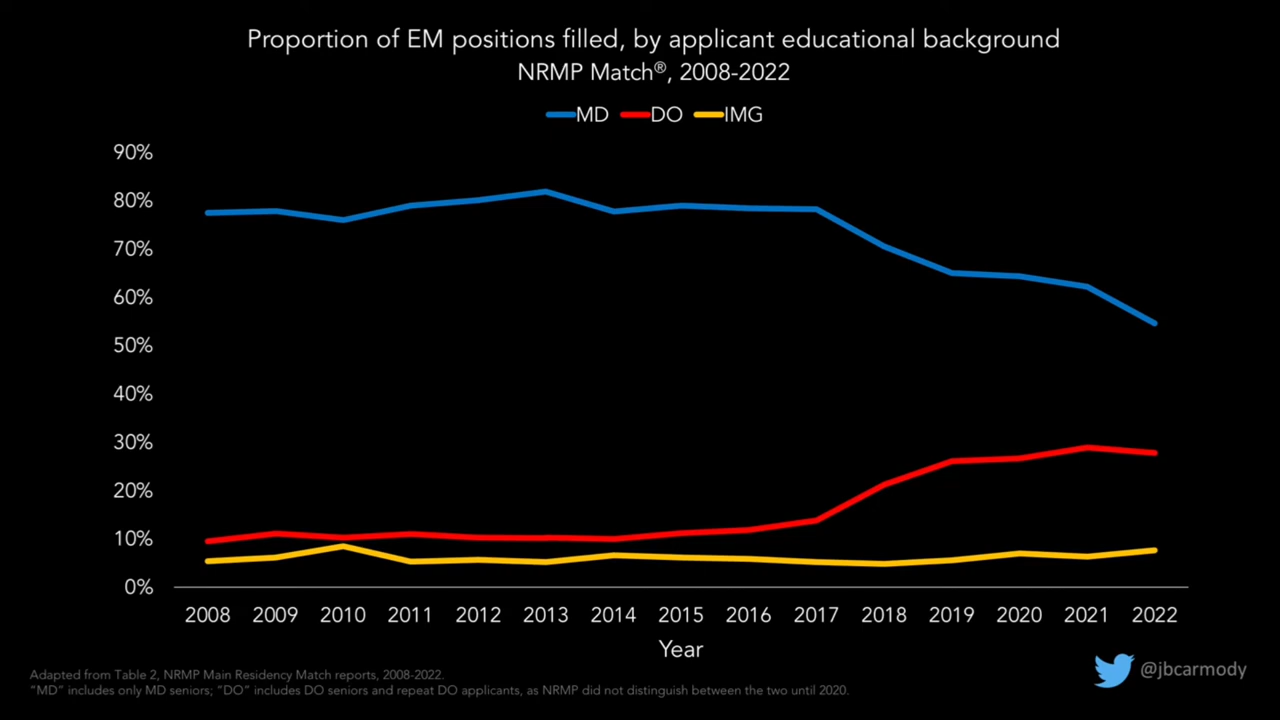 Proportion of EM positions filled, by applicant educational background
NRMP Match®, 2008-2022
MD DO IMG
90%
80%
70%
60%
50%
40%
30%
20%
10%
0%
2008 2009 2010 2011 2012 2013 2014 2015 2016 2017 2018 2019 2020 2021 2022
Year
Adapted from Table 2, NRMP Main Residency Match reports, 2008-2022.
"MD" includes only MD seniors; "DO" includes DO seniors and repeat DO applicants, as NRMP did not distinguish between the two until 2020.
@jbcarmody